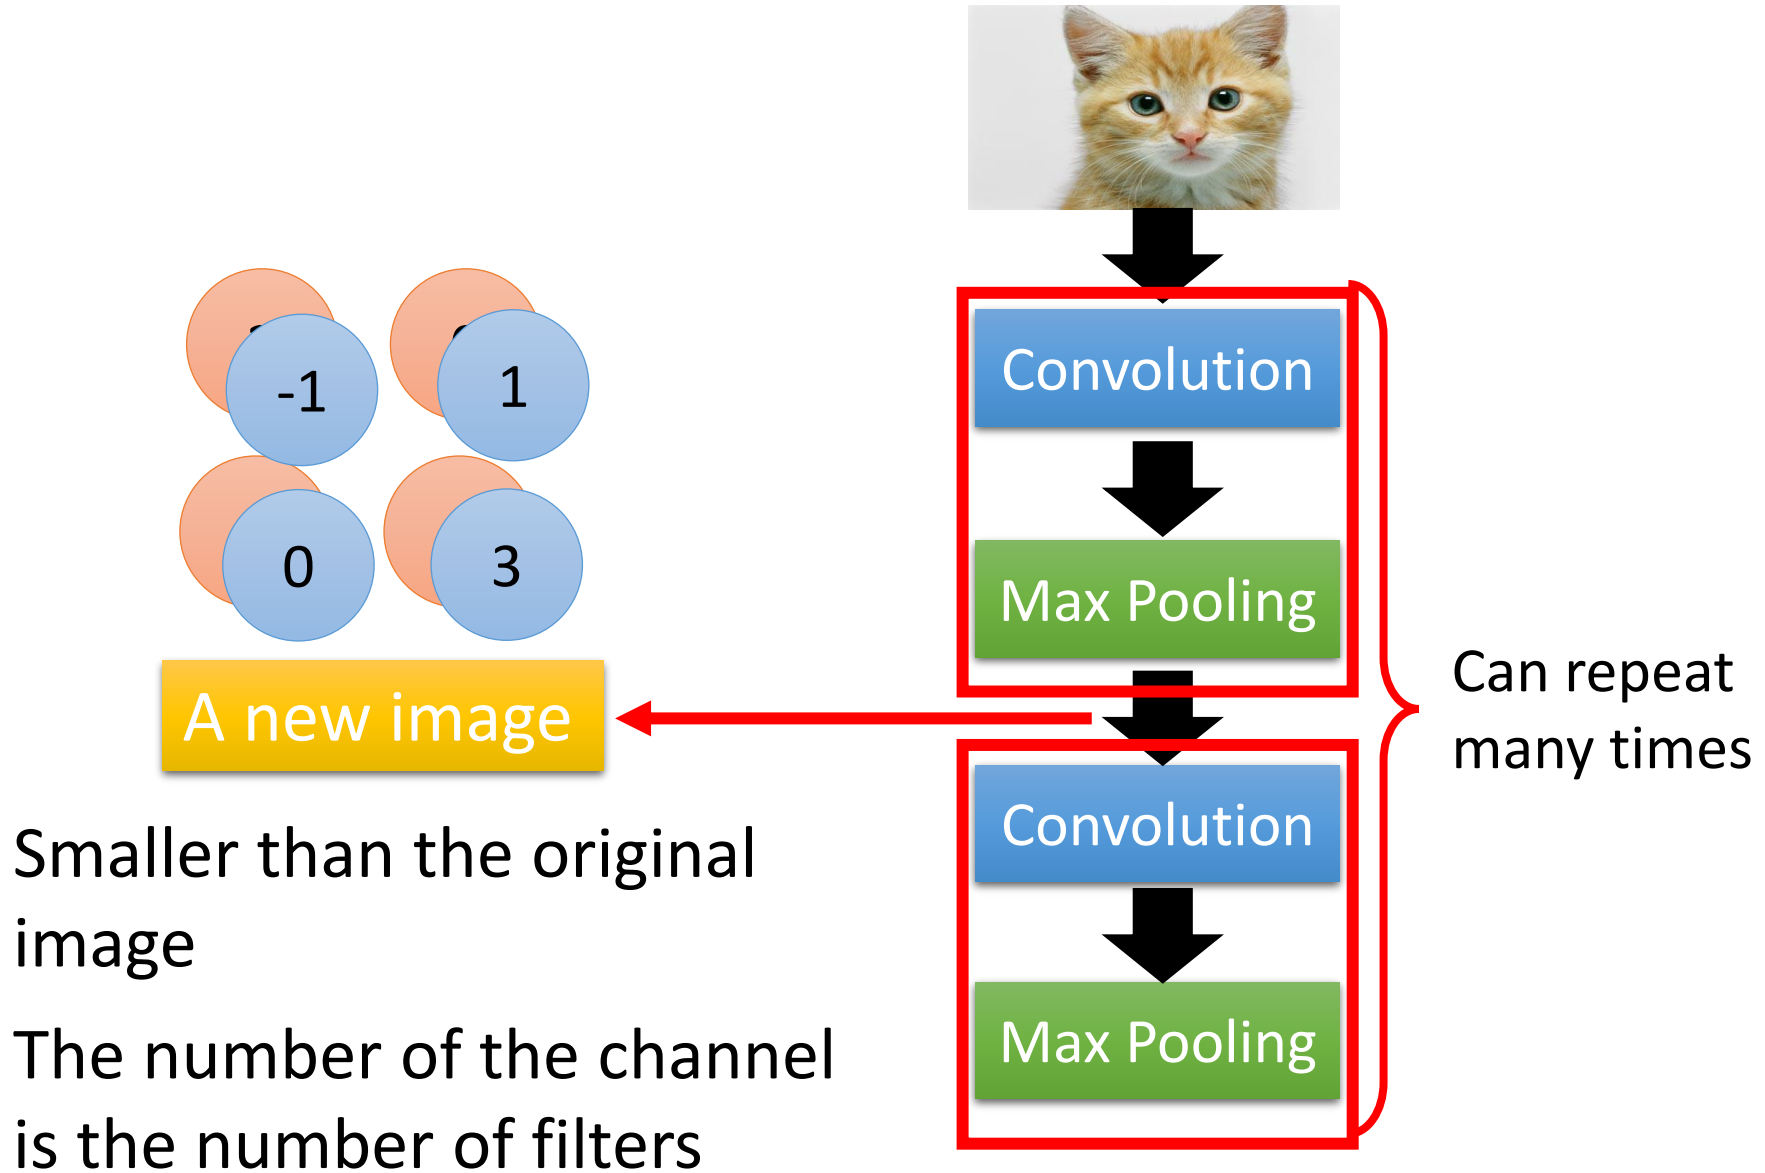 -1
1
0
3
A new image
Smaller than the original
image
The number of the channel
is the number of filters
Convolution
Max Pooling
Convolution
Max Pooling
Can repeat
many times